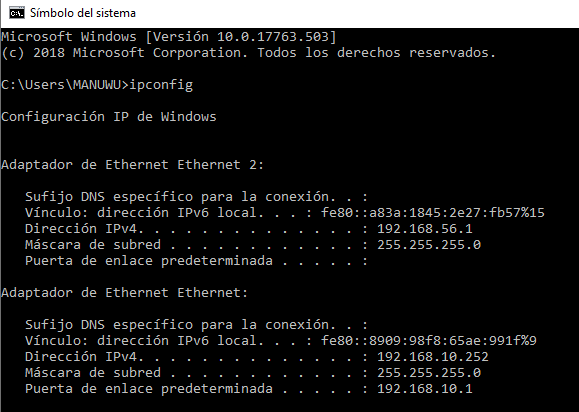 Símbolo del sistema
Microsoft Windows [Versión 10.0.17763.503]
(c) 2018 Microsoft Corporation. Todos los derechos reservados.
C:\Users\MANUWU>ipconfig
Configuración IP de Windows
Adaptador de Ethernet Ethernet 2:
Sufijo DNS específico para la conexión. . :
Vínculo: dirección IPv6 local. . . : fe80::a83a:1845:2e27:fb57%15
Dirección IPv4. . . . . . . . . . . . . . : 192.168.56.1
Máscara de subred . . . . . . . . . . . . : 255.255.255.0
Puerta de enlace predeterminada . . . . . :
Adaptador de Ethernet Ethernet:
Sufijo DNS específico para la conexión. . :
Vínculo: dirección IPv6 local. . . : fe80::8909:98f8:65ae:991f%9
Dirección IPv4. . . . . . . . . . . . . . : 192.168.10.252
Máscara de subred . . . . . . . . . . . . : 255.255.255.0
Puerta de enlace predeterminada . . . . . : 192.168.10.1